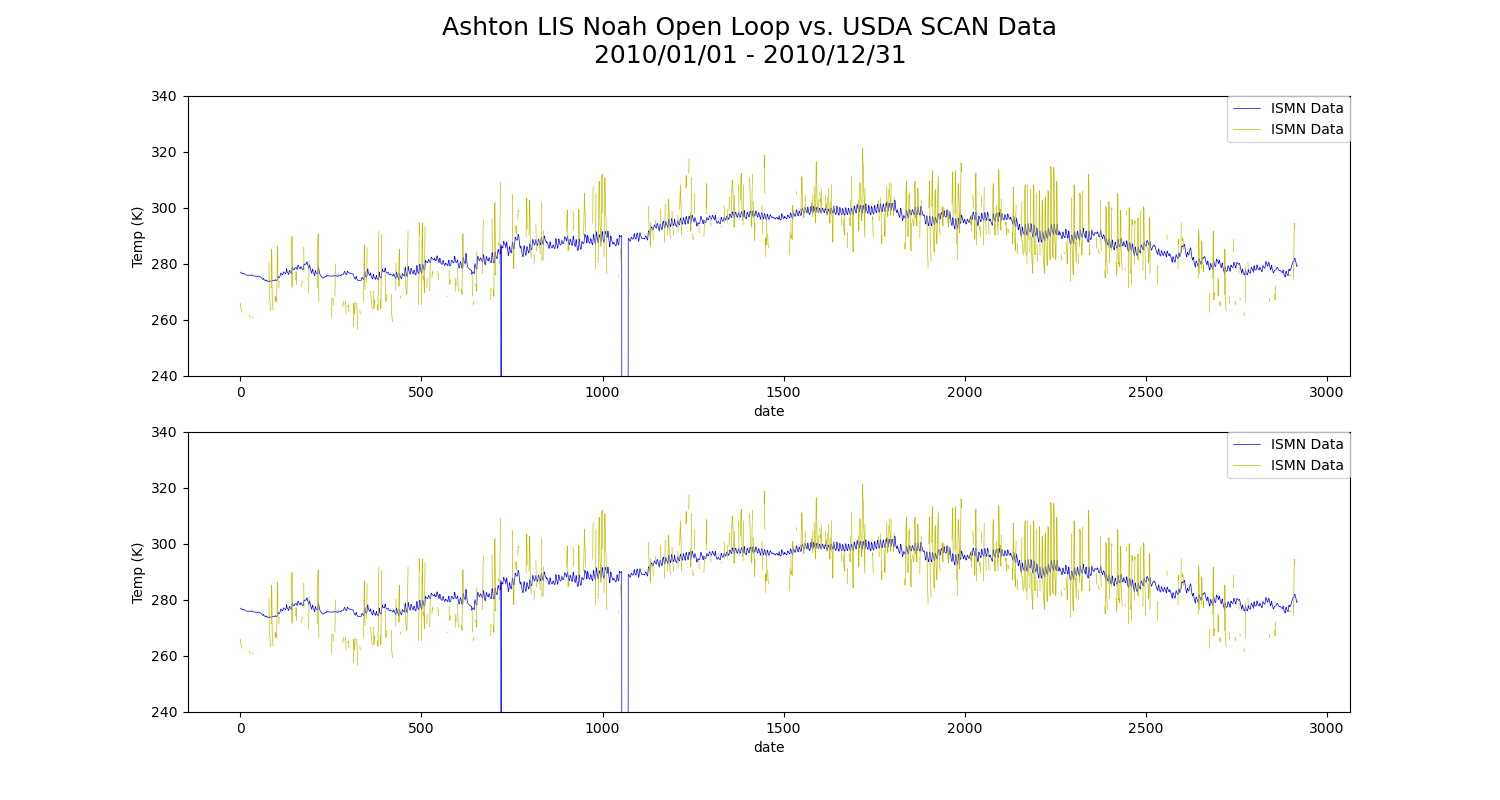 Ashton LIS Noah Open Loop vs. USDA SCAN Data
2010/01/01 - 2010/12/31
340
320
300
280
260
240
Temp (K)
ISMN Data
ISMN Data
0 500 1000 1500 2000 2500 3000
date
340
320
300
280
260
240
Temp (K)
ISMN Data
ISMN Data
0 500 1000 1500 2000 2500 3000
date